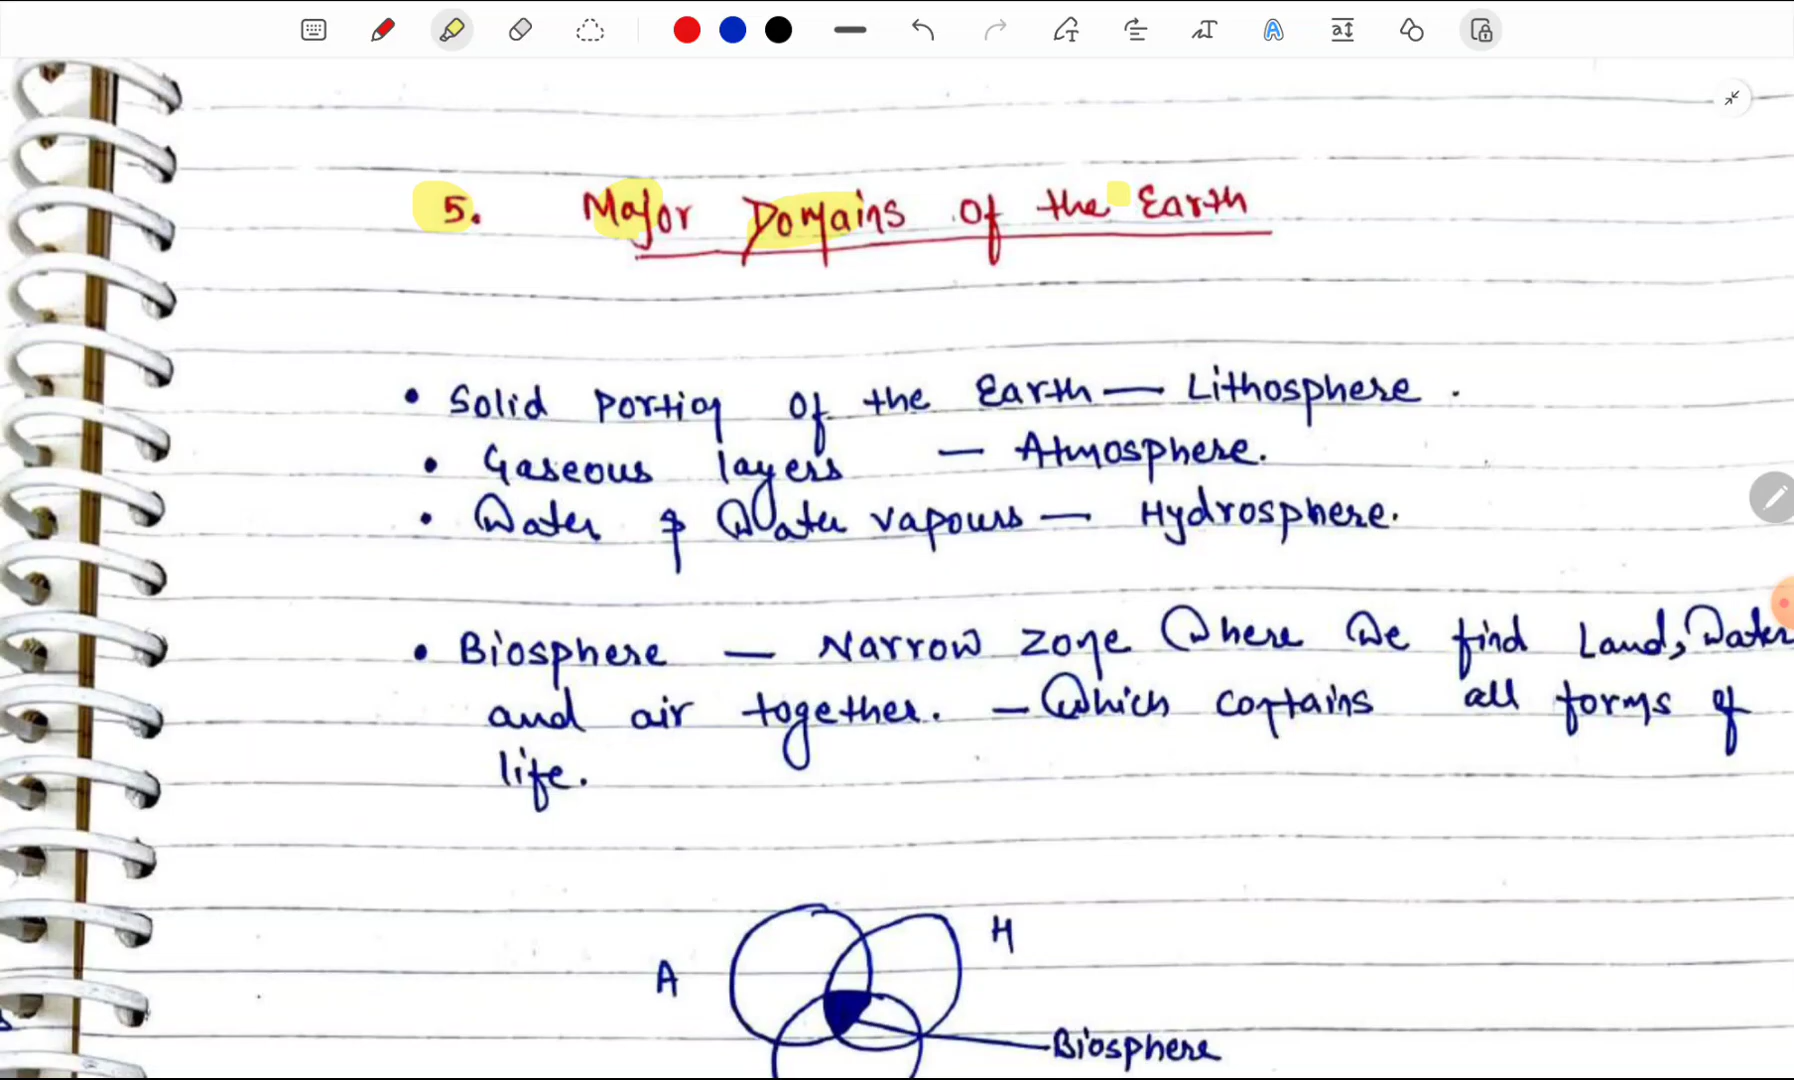 5. Major Domains of the Earth
• Solid portion of the Earth — Lithosphere.
• Gaseous layers — Atmosphere.
• Water & Water vapours — Hydrosphere.
• Biosphere — Narrow zone Where We find Land, Water
and air together. — Which contains all forms of
life.
H
A
Biosphere